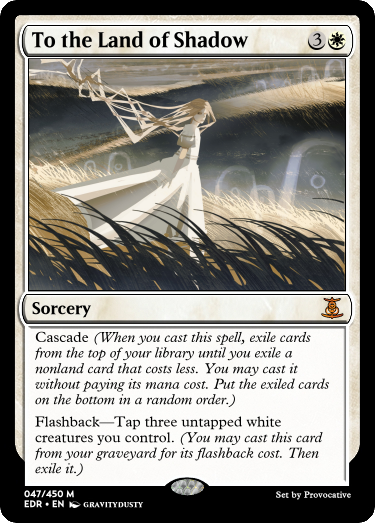 To the Land of Shadow 3
Sorcery
Cascade (When you cast this spell, exile cards
from the top of your library until you exile a
nonland card that costs less. You may cast it
without paying its mana cost. Put the exiled cards
on the bottom in a random order.)
Flashback—Tap three untapped white
creatures you control. (You may cast this card
from your graveyard for its flashback cost. Then
exile it.)
047/450 M
EDR • EN GRAVITYDUSTY
Set by Provocative